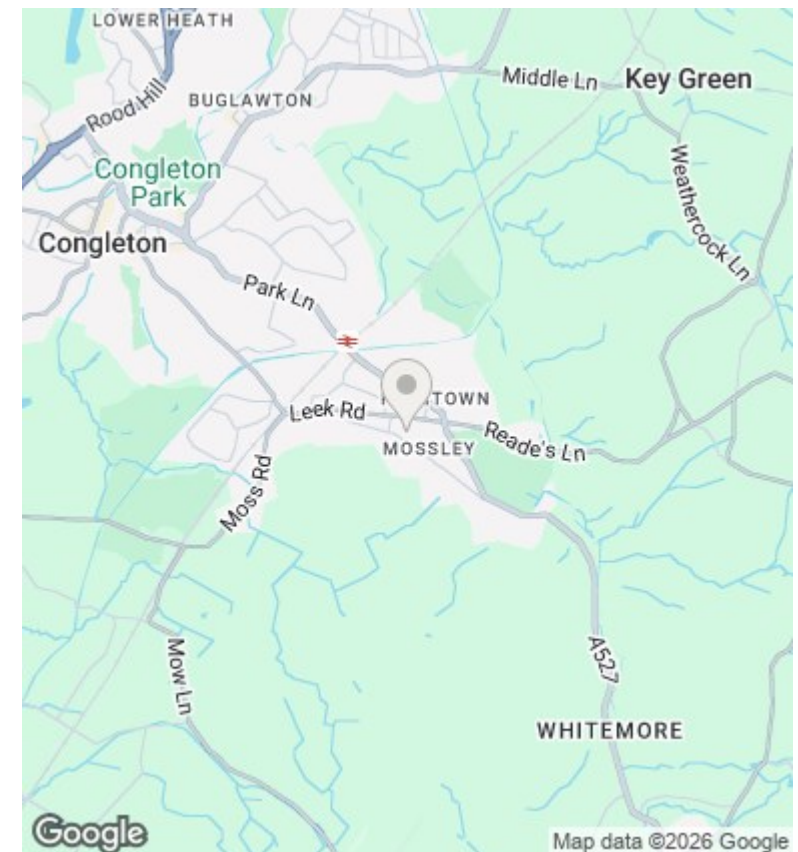 LOWER HEATH
Middle Ln
Key Green
Rood Hill
BUGLAWTON
Congleton
Park
Weathercock Ln
Congleton
Park Ln
Leek Rd
TOWN
MOSSLEY
Reade's Ln
Moss Rd
Mow Ln
A527
WHITEMORE
Google
Map data ©2026 Google